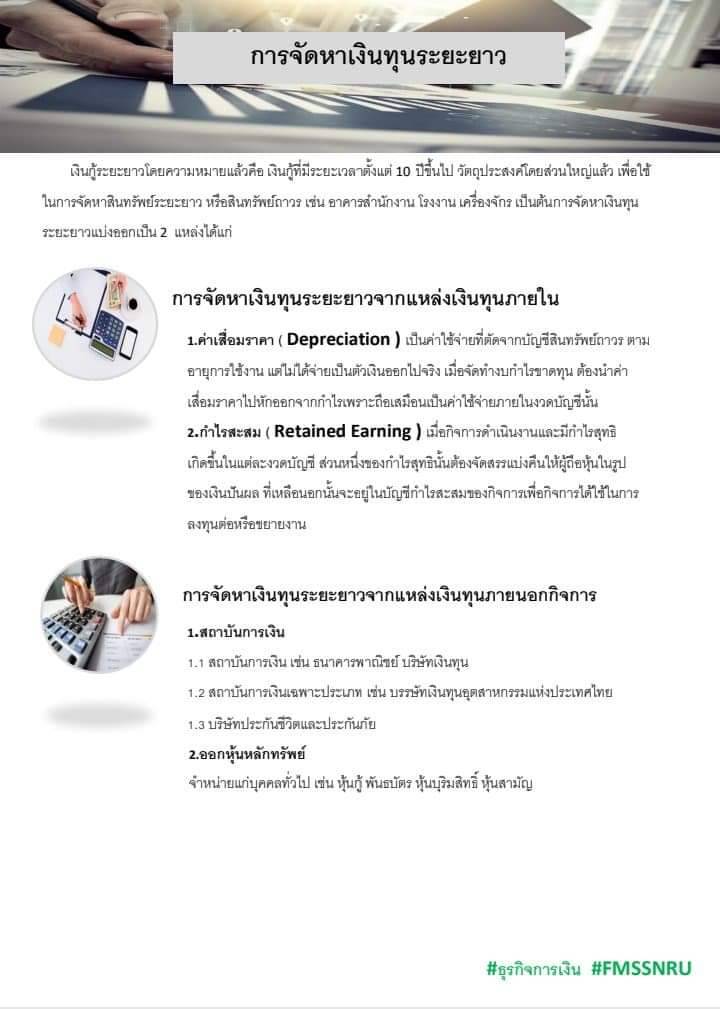 การจัดหาเงินทุนระยะยาว
เงินกู้ระยะยาวโดยความหมายแล้วคือ เงินกู้ที่มีระยะเวลาตั้งแต่ 10 ปีขึ้นไป วัตถุประสงค์โดยส่วนใหญ่แล้ว เพื่อใช้
ในการจัดหาสินทรัพย์ระยะยาว หรือสินทรัพย์ถาวร เช่น อาคารสำนักงาน โรงงาน เครื่องจักร เป็นต้นการจัดหาเงินทุน
ระยะยาวแบ่งออกเป็น 2 แหล่งได้แก่
การจัดหาเงินทุนระยะยาวจากแหล่งเงินทุนภายใน
1.ค่าเสื่อมราคา ( Depreciation ) เป็นค่าใช้จ่ายที่ตัดจากบัญชีสินทรัพย์ถาวร ตาม
อายุการใช้งาน แต่ไม่ได้จ่ายเป็นตัวเงินออกไปจริง เมื่อจัดทำงบกำไรขาดทุน ต้องนำค่า
เสื่อมราคาไปหักออกจากกำไรเพราะถือเสมือนเป็นค่าใช้จ่ายภายในงวดบัญชีนั้น
2.กำไรสะสม ( Retained Earning ) เมื่อกิจการดำเนินงานและมีกำไรสุทธิ
เกิดขึ้นในแต่ละงวดบัญชี ส่วนหนึ่งของกำไรสุทธินั้นต้องจัดสรรแบ่งคืนให้ผู้ถือหุ้นในรูป
ของเงินปันผล ที่เหลือนอกนั้นจะอยู่ในบัญชีกำไรสะสมของกิจการเพื่อกิจการได้ใช้ในการ
ลงทุนต่อหรือขยายงาน
การจัดหาเงินทุนระยะยาวจากแหล่งเงินทุนภายนอกกิจการ
1.สถาบันการเงิน
1.1 สถาบันการเงิน เช่น ธนาคารพาณิชย์ บริษัทเงินทุน
1.2 สถาบันการเงินเฉพาะประเภท เช่น บรรษัทเงินทุนอุตสาหกรรมแห่งประเทศไทย
1.3 บริษัทประกันชีวิตและประกันภัย
2.ออกหุ้นหลักทรัพย์
จำหน่ายแก่บุคคลทั่วไป เช่น หุ้นกู้ พันธบัตร หุ้นบุริมสิทธิ์ หุ้นสามัญ
#ธุรกิจการเงิน #FMSSNRU